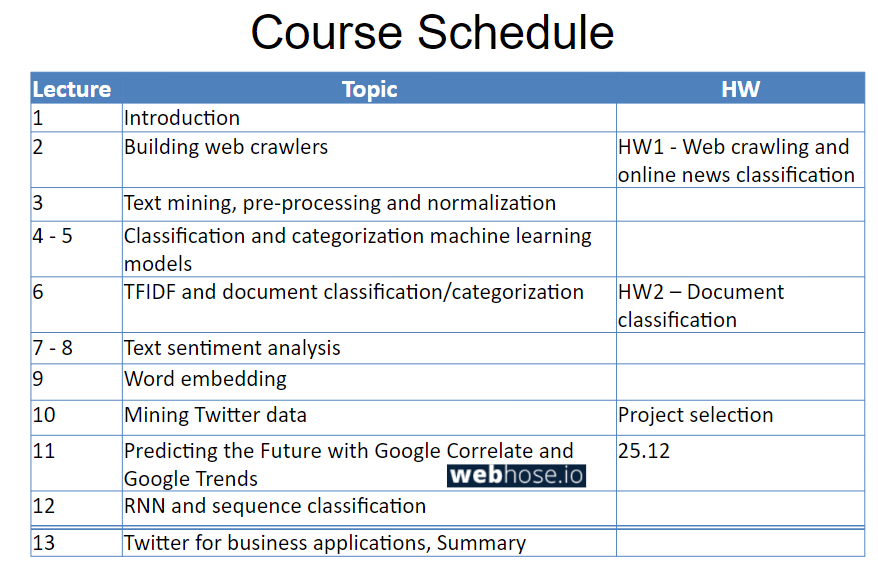 Course Schedule
Lecture Topic HW
1 Introduction
2 Building web crawlers HW1 - Web crawling and
online news classification
3 Text mining, pre-processing and normalization
4 - 5 Classification and categorization machine learning
models
6 TFIDF and document classification/categorization HW2 – Document
classification
7 - 8 Text sentiment analysis
9 Word embedding
10 Mining Twitter data Project selection
11 Predicting the Future with Google Correlate and 25.12
Google Trends webhose.io
12 RNN and sequence classification
13 Twitter for business applications, Summary